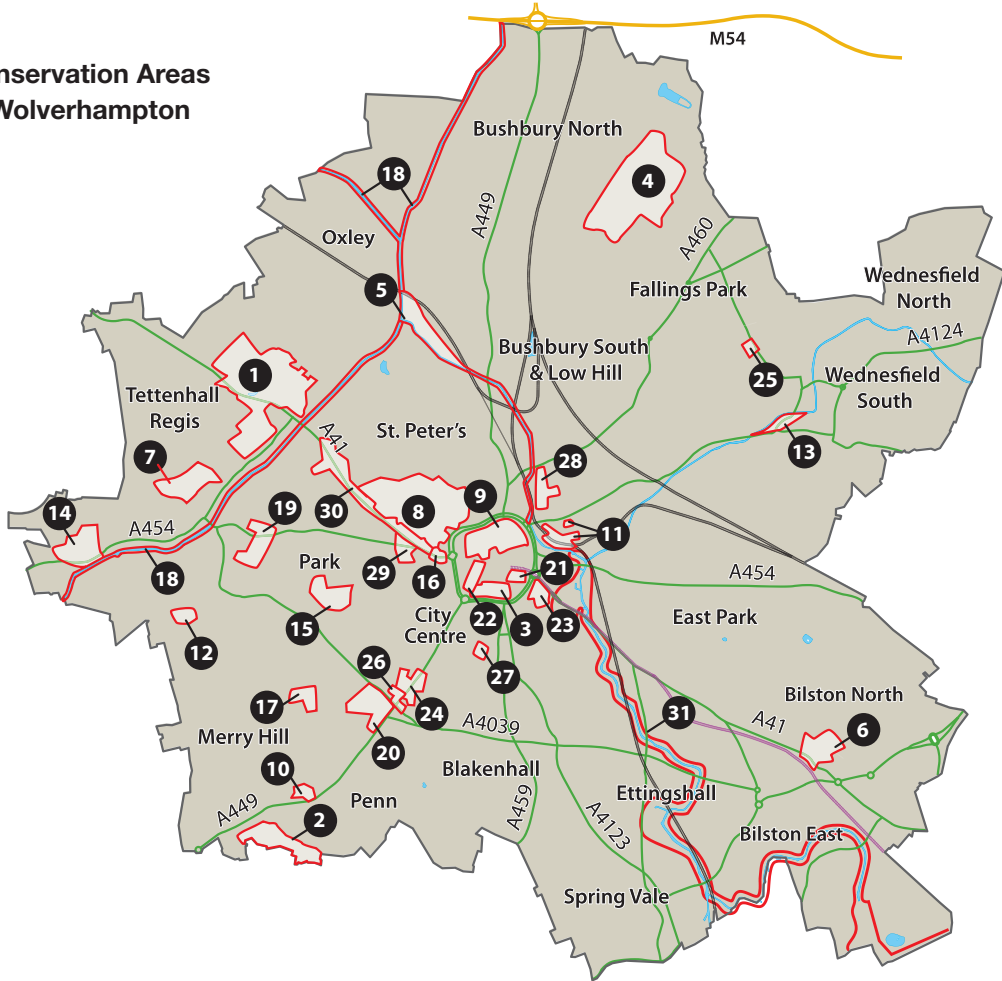 nservation Areas
Wolverhampton
M54
Bushbury North
4
18
A449
A460
Oxley
5
Fallings Park
Wednesfield
North
A4124
Bushbury South
& Low Hill
1
25
Wednesfield
South
Tettenhall
Regis
A41
St. Peter's
7
13
28
14
A454
19
30
8
9
11
18
Park
29
16
21
A454
15
22
3
23
East Park
12
City
Centre
26
27
17
24
A4039
31
A41
Bilston North
6
Merry Hill
20
10
Blakenhall
Ettingshall
A449
Penn
2
A459
A4123
Bilston East
Spring Vale